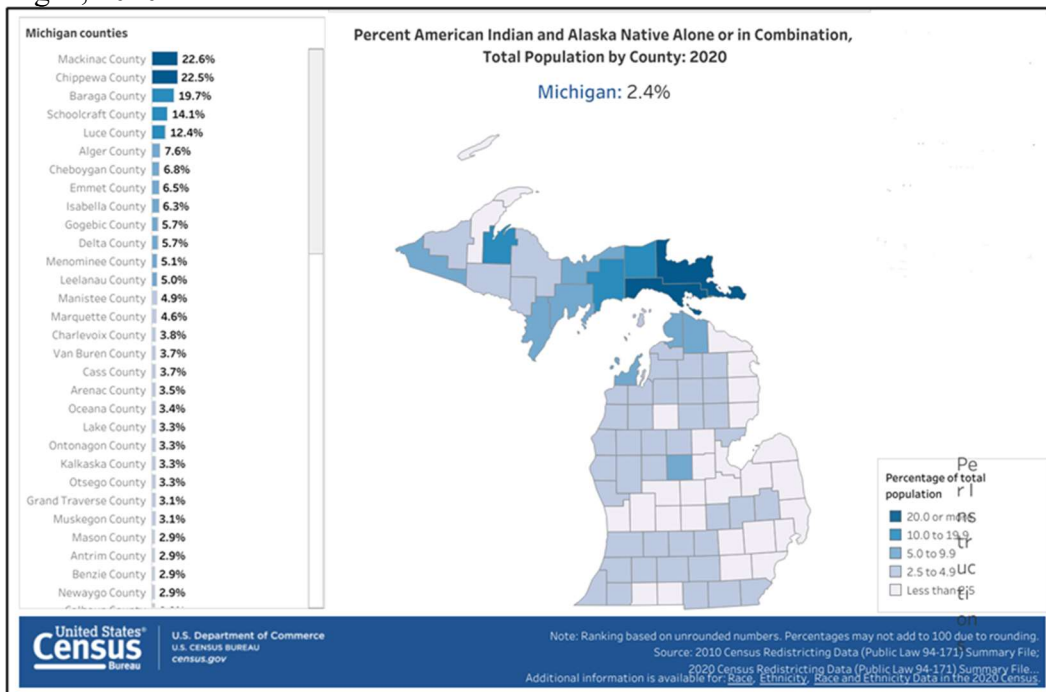 Michigan counties
Mackinac County 22.6%
Chippewa County 22.5%
Baraga County 19.7%
Schoolcraft County 14.1%
Luce County 12.4%
Alger County 7.6%
Cheboygan County 6.8%
Emmet County 6.5%
Isabella County 6.3%
Gogebic County 5.7%
Delta County 5.7%
Menominee County 5.1%
Leelanau County 5.0%
Manistee County 4.9%
Marquette County 4.6%
Charlevoix County 3.8%
Van Buren County 3.7%
Cass County 3.7%
Arenac County 3.5%
Oceana County 3.4%
Lake County 3.3%
Ontonagon County 3.3%
Kalkaska County 3.3%
Otsego County 3.3%
Grand Traverse County 3.1%
Muskegon County 3.1%
Mason County 2.9%
Antrim County 2.9%
Benzie County 2.9%
Newaygo County 2.9%
Percent American Indian and Alaska Native Alone or in Combination,
Total Population by County: 2020
Michigan: 2.4%
Percentage of total
population
20.0 or more
10.0 to 19.9
5.0 to 9.9
2.5 to 4.9
Less than 2.5
Pe
r I
ns
tr
uc
ti
on
United States®
Census
Bureau
U.S. Department of Commerce
U.S. CENSUS BUREAU
census.gov
Note: Ranking based on unrounded numbers. Percentages may not add to 100 due to rounding.
Source: 2010 Census Redistricting Data (Public Law 94-171) Summary File;
2020 Census Redistricting Data (Public Law 94-171) Summary File...
Additional information is available for: Race, Ethnicity, Race and Ethnicity Data in the 2020 Census.